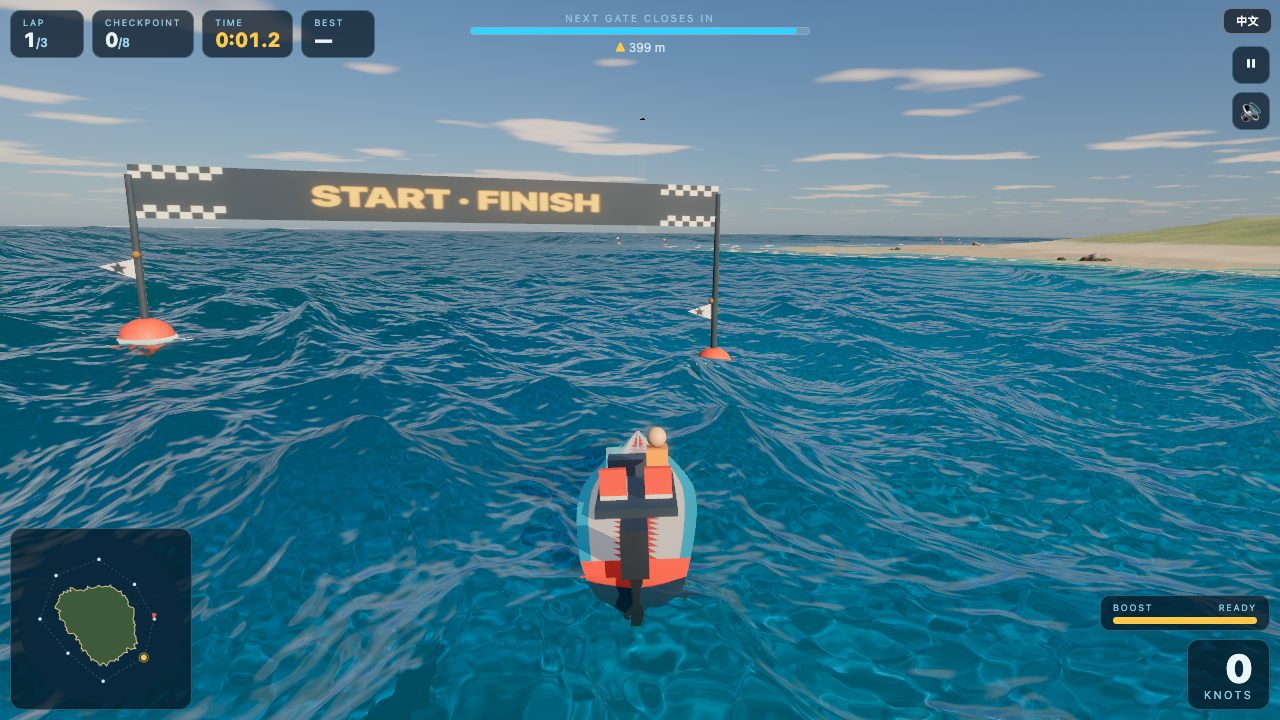 LAP
1/3
CHECKPOINT
0/8
TIME
0:01.2
BEST
—
NEXT GATE CLOSES IN
399 m
中文
START · FINISH
BOOST READY
0
KNOTS